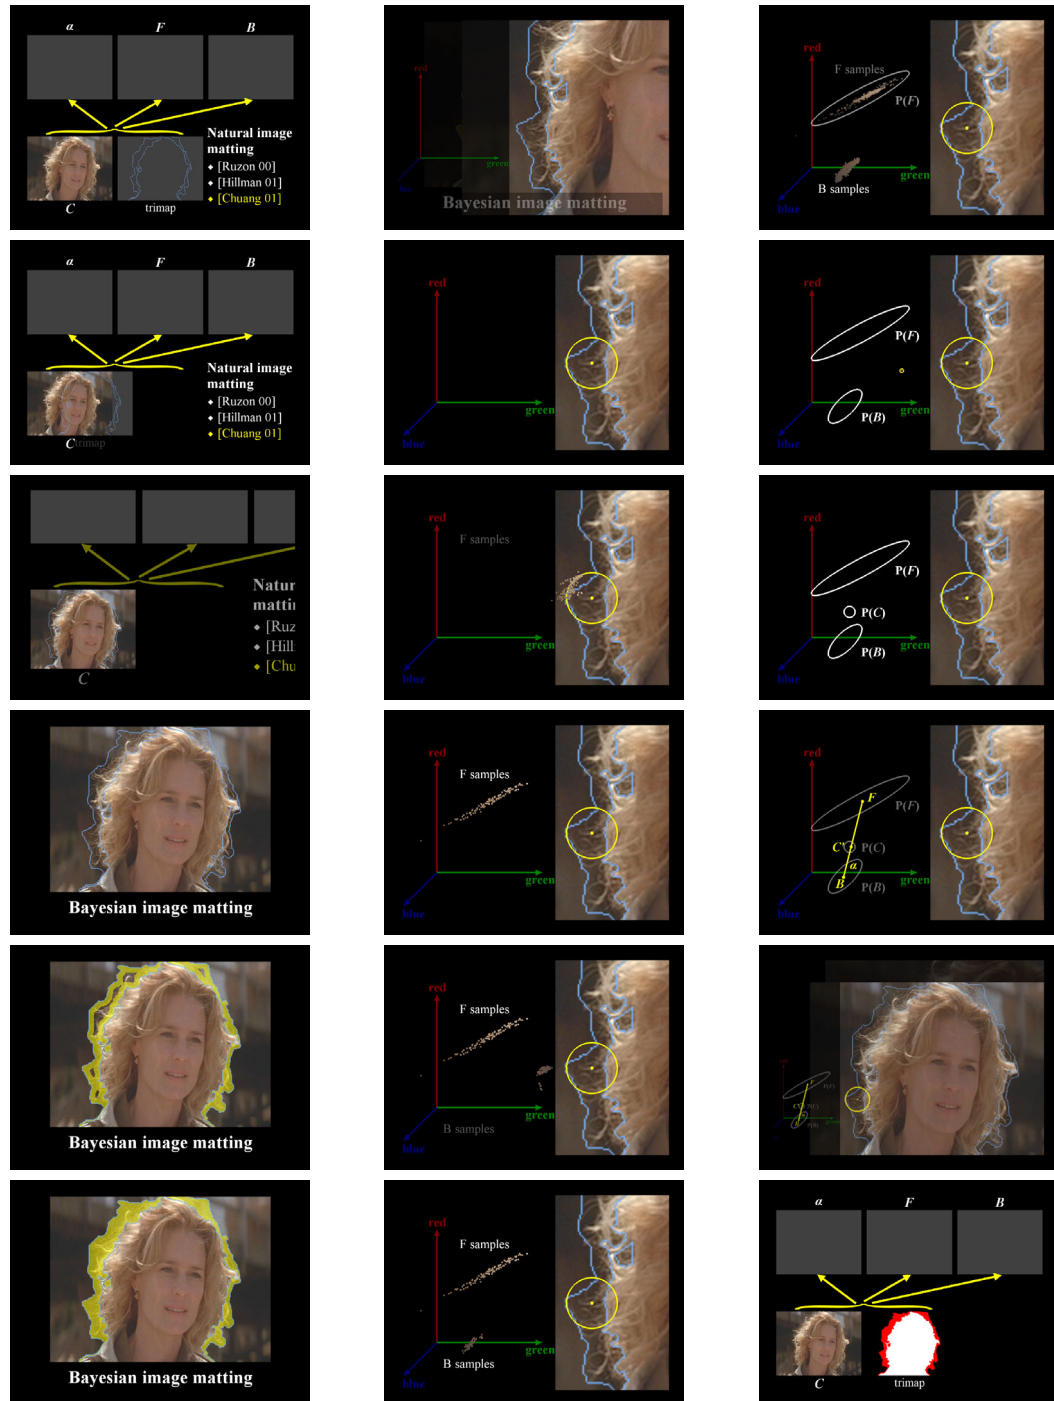 α F B
Natural image
matting
[Ruzon 00]
[Hillman 01]
[Chuang 01]
C trimap
α F B
Natural image
matting
[Ruzon 00]
[Hillman 01]
[Chuang 01]
C trimap
Natur
matti
[Ruz
[Hill
[Chu
C
Bayesian image matting
Bayesian image matting
Bayesian image matting
red
green
blue
Bayesian image matting
red
green
blue
red
F samples
green
blue
red
F samples
green
blue
red
F samples
green
B samples
blue
red
F samples
green
B samples
blue
red
F samples
P(F)
green
B samples
blue
red
P(F)
green
P(B)
blue
red
P(F)
P(C)
green
P(B)
blue
red
F
P(F)
C P(C)
α
green
B P(B)
blue
F
P(F)
C P(C)
P(B)
α F B
C trimap